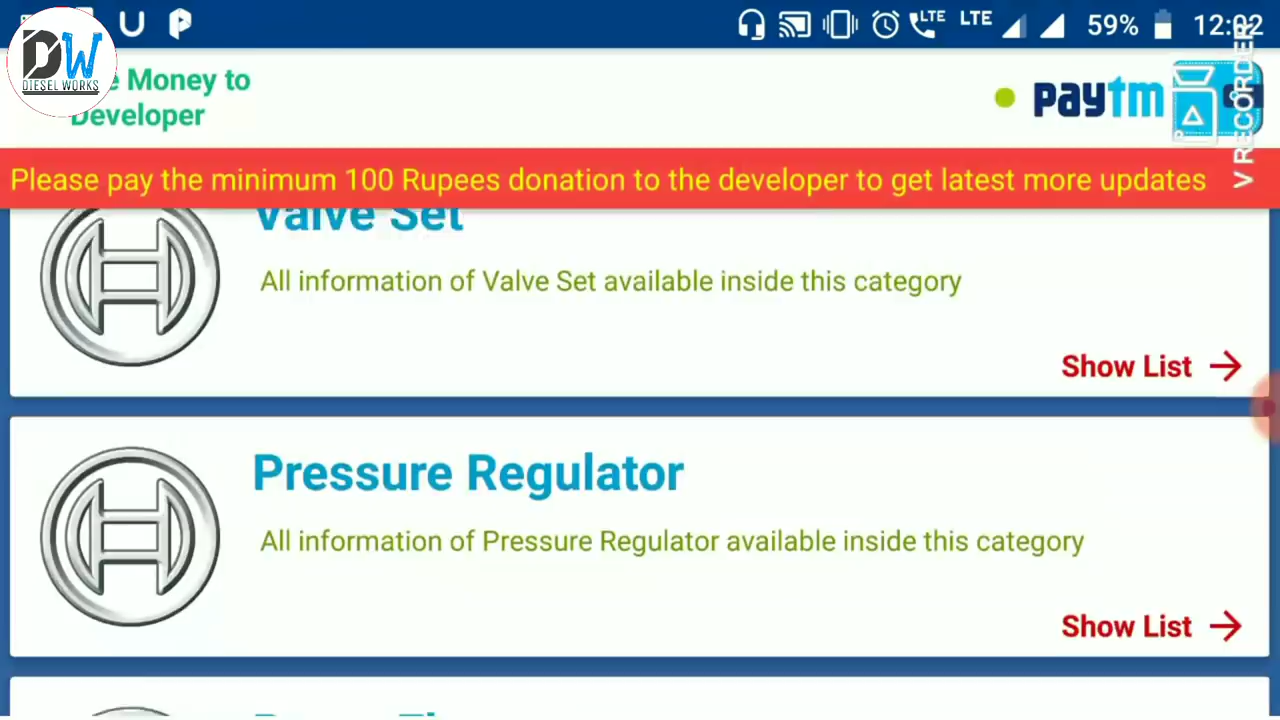 LTE
LTE
59%
12:02
DW
DIESEL WORKS
Money to
Developer
paytm
V RECORDER
Please pay the minimum 100 Rupees donation to the developer to get latest more updates
Valve Set
All information of Valve Set available inside this category
Show List
Pressure Regulator
All information of Pressure Regulator available inside this category
Show List